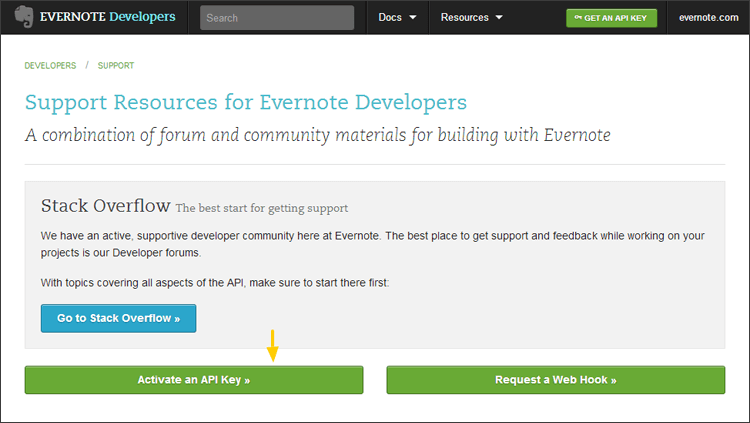 EVERNOTE Developers
Search
Docs
Resources
GET AN API KEY
evernote.com
DEVELOPERS / SUPPORT
Support Resources for Evernote Developers
A combination of forum and community materials for building with Evernote
Stack Overflow The best start for getting support
We have an active, supportive developer community here at Evernote. The best place to get support and feedback while working on your
projects is our Developer forums.
With topics covering all aspects of the API, make sure to start there first:
Go to Stack Overflow »
Activate an API Key »
Request a Web Hook »